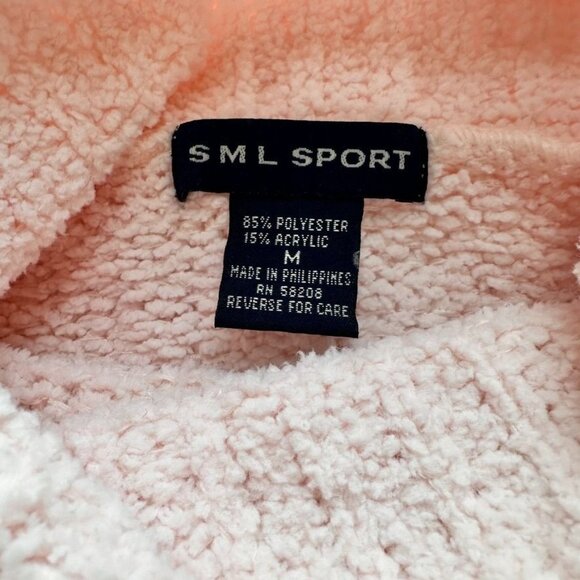 SML SPORT
85% POLYESTER
15% ACRYLIC
M
MADE IN PHILIPPINES
RN 58208
REVERSE FOR CARE